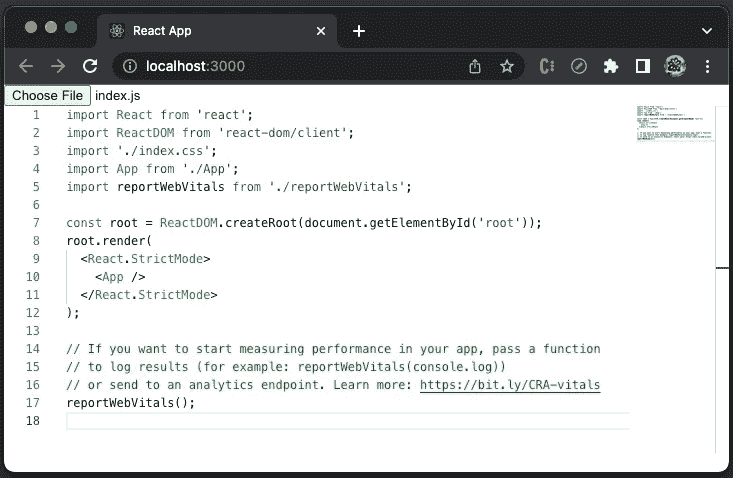 React App
localhost:3000
Choose File index.js
1 import React from 'react';
2 import ReactDOM from 'react-dom/client';
3 import './index.css';
4 import App from './App';
5 import reportWebVitals from './reportWebVitals';
6
7 const root = ReactDOM.createRoot(document.getElementById('root'));
8 root.render(
9   <React.StrictMode>
10     <App />
11   </React.StrictMode>
12 );
13
14 // If you want to start measuring performance in your app, pass a function
15 // to log results (for example: reportWebVitals(console.log))
16 // or send to an analytics endpoint. Learn more: https://bit.ly/CRA-vitals
17 reportWebVitals();
18